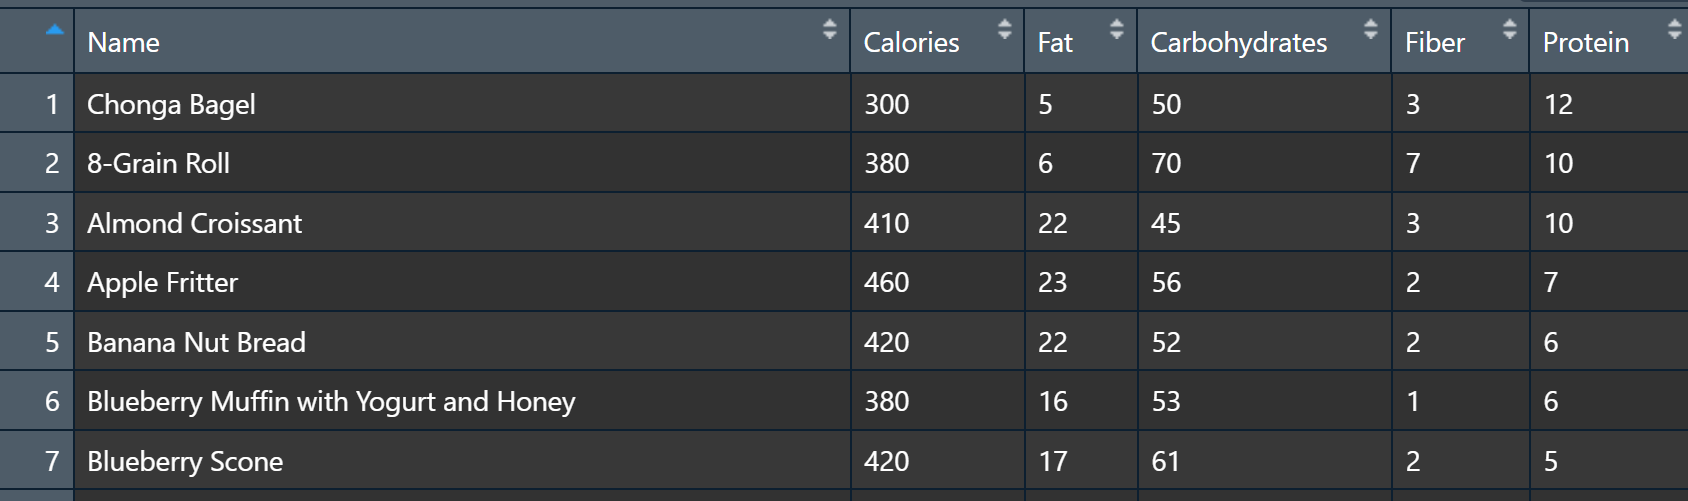 Name Calories Fat Carbohydrates Fiber Protein
1 Chonga Bagel 300 5 50 3 12
2 8-Grain Roll 380 6 70 7 10
3 Almond Croissant 410 22 45 3 10
4 Apple Fritter 460 23 56 2 7
5 Banana Nut Bread 420 22 52 2 6
6 Blueberry Muffin with Yogurt and Honey 380 16 53 1 6
7 Blueberry Scone 420 17 61 2 5